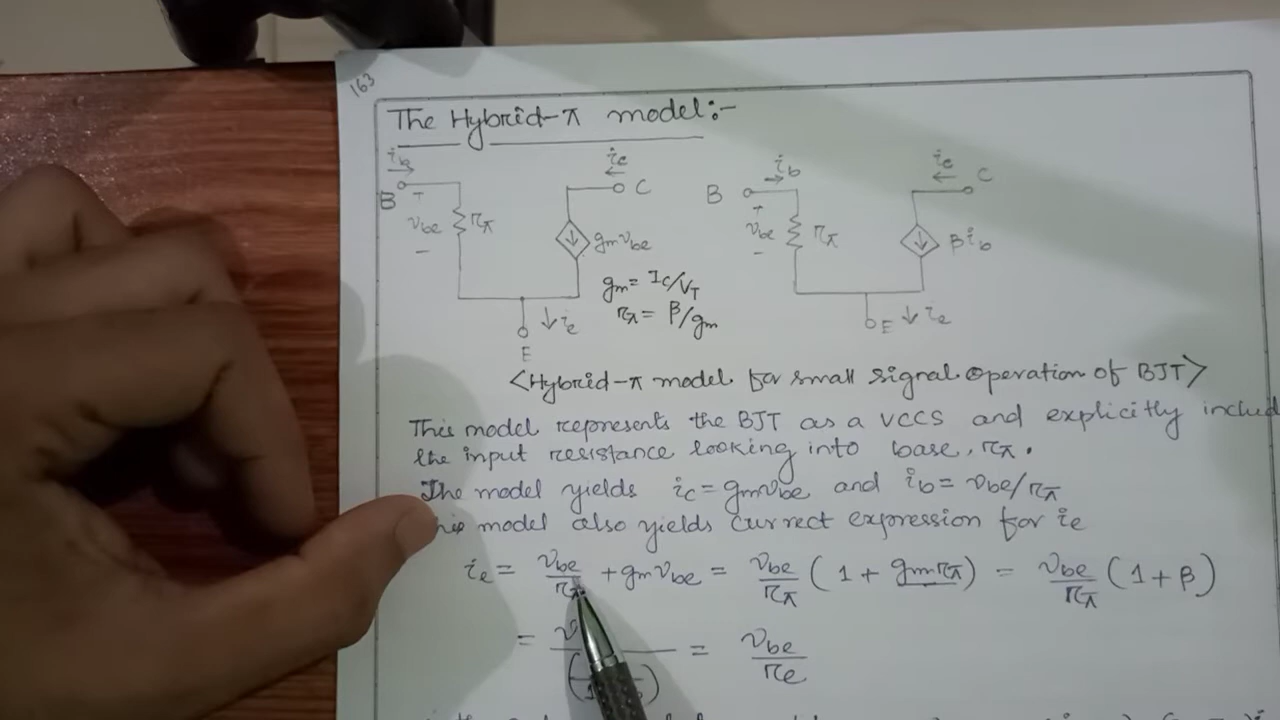 163
The Hybrid-π model:-
ib
ic
ib
ic
B
+
C
B
+
C
vbe
rπ
gmvbe
vbe
rπ
βib
-
-
gm = Ic/VT
rπ = β/gm
ie
E
ie
E
<Hybrid-π model for small signal operation of BJT>
This model represents the BJT as a VCCS and explicitly includ
the input resistance looking into base, rπ.
The model yields ic = gmvbe and ib = vbe/rπ
model also yields currect expression for ie
ie = vbe/rπ + gmvbe = vbe/rπ (1 + gmrπ) = vbe/rπ (1 + β)
= = vbe/re